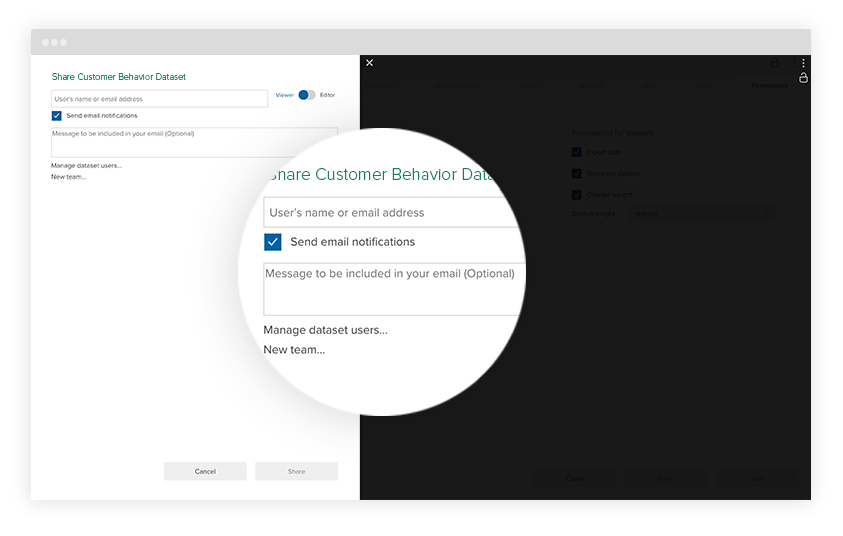 Share Customer Behavior Dataset
User's name or email address
Viewer Editor
Send email notifications
Message to be included in your email (Optional)
Manage dataset users...
New team...
Cancel
Share
Share Customer Behavior Data
User's name or email address
Send email notifications
Message to be included in your email (Optional)
Manage dataset users...
New team...
Permissions
Permissions for Viewers
Export data
Share the dataset
Change weight
Default weight